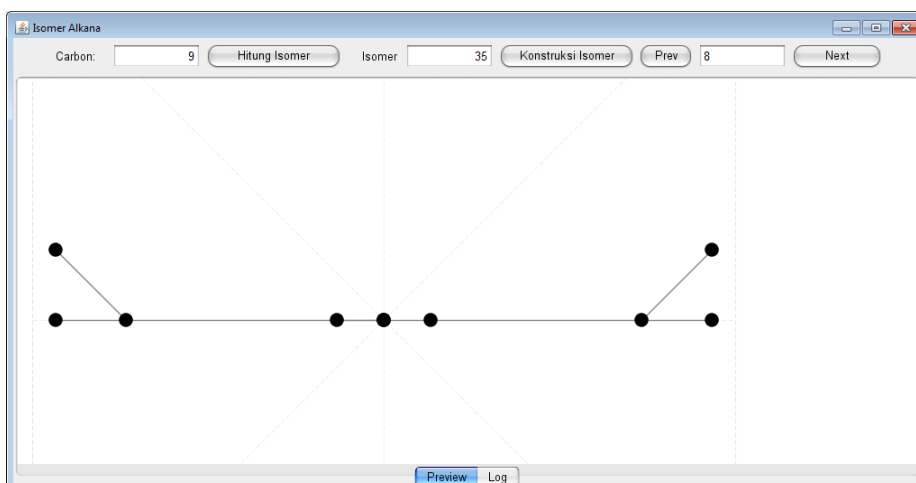 Isomer Alkana
Carbon: 9 Hitung Isomer Isomer 35 Konstruksi Isomer Prev 8 Next
Preview Log